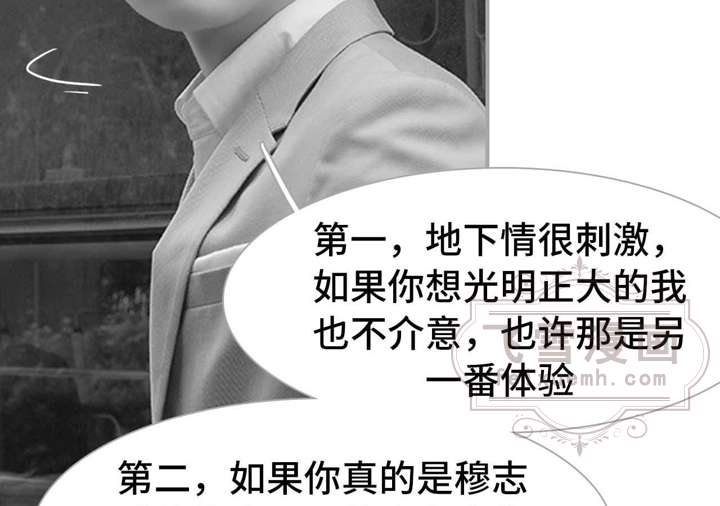 第一，地下情很刺激，
如果你想光明正大的我
也不介意，也许那是另
一番体验
飞雪漫画
第二，如果你真的是穆志